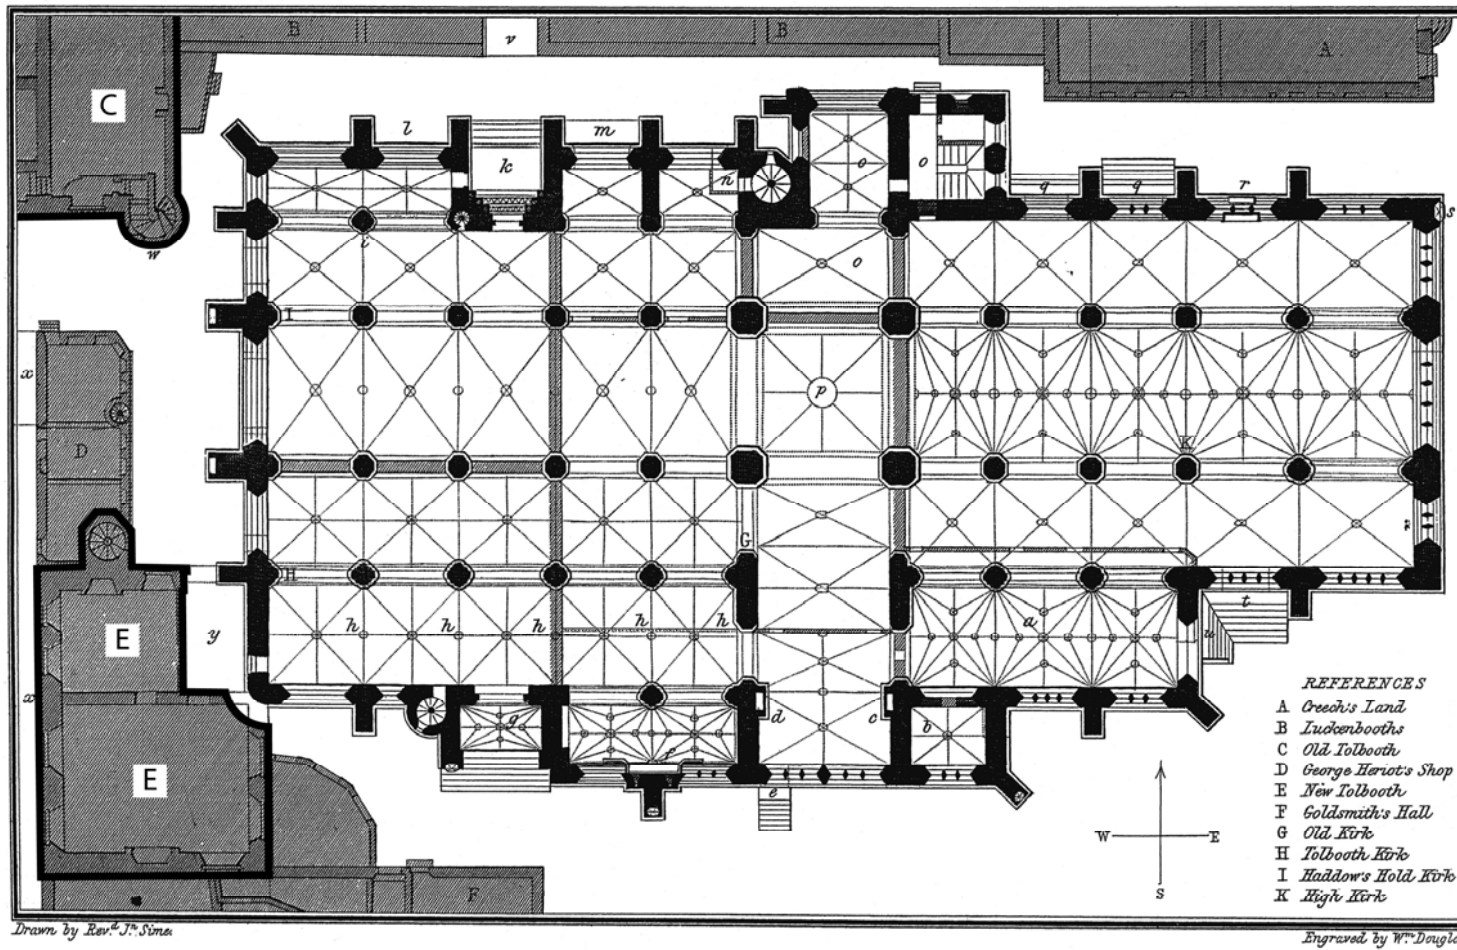 B v B A
C
l k m n o o
q q r s
w i o
I
x p
D K
G z
H
E y h h h h h a t u
x
E g f d c b
e
F
REFERENCES
A Creech's Land
B Luckenbooths
C Old Tolbooth
D George Heriot's Shop
E New Tolbooth
F Goldsmith's Hall
G Old Kirk
H Tolbooth Kirk
I Haddow's Hold Kirk
K High Kirk
W E
S
Drawn by Revd. Jn. Sime.
Engraved by Wm. Dougl